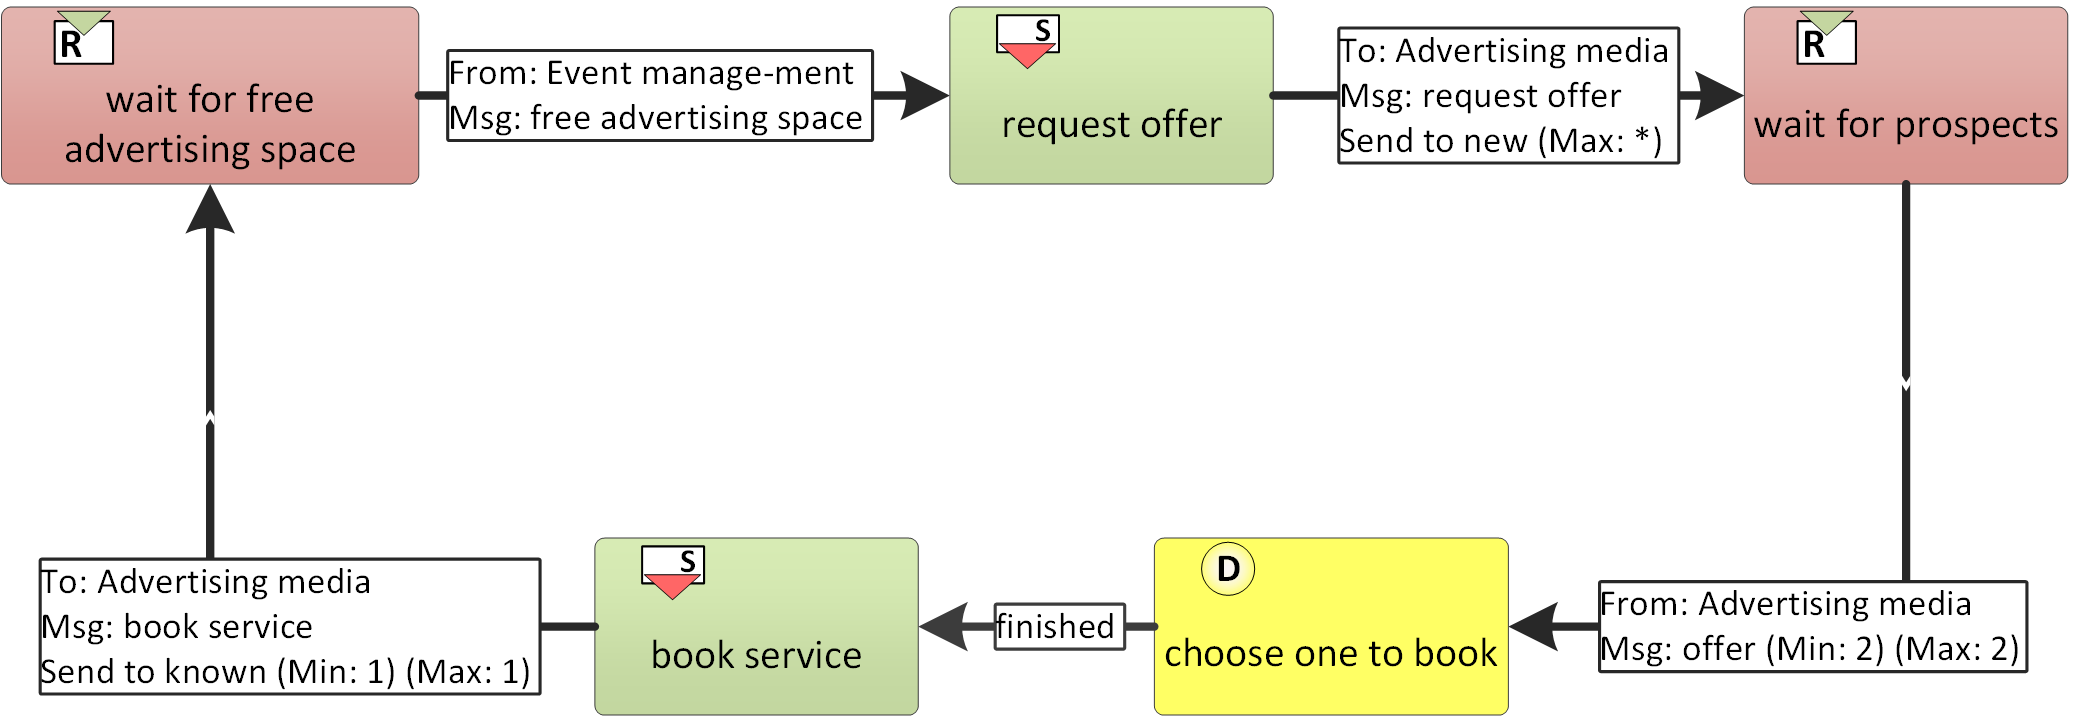 R
wait for free
advertising space
From: Event manage-ment
Msg: free advertising space
S
request offer
To: Advertising media
Msg: request offer
Send to new (Max: *)
R
wait for prospects
From: Advertising media
Msg: offer (Min: 2) (Max: 2)
D
choose one to book
finished
S
book service
To: Advertising media
Msg: book service
Send to known (Min: 1) (Max: 1)